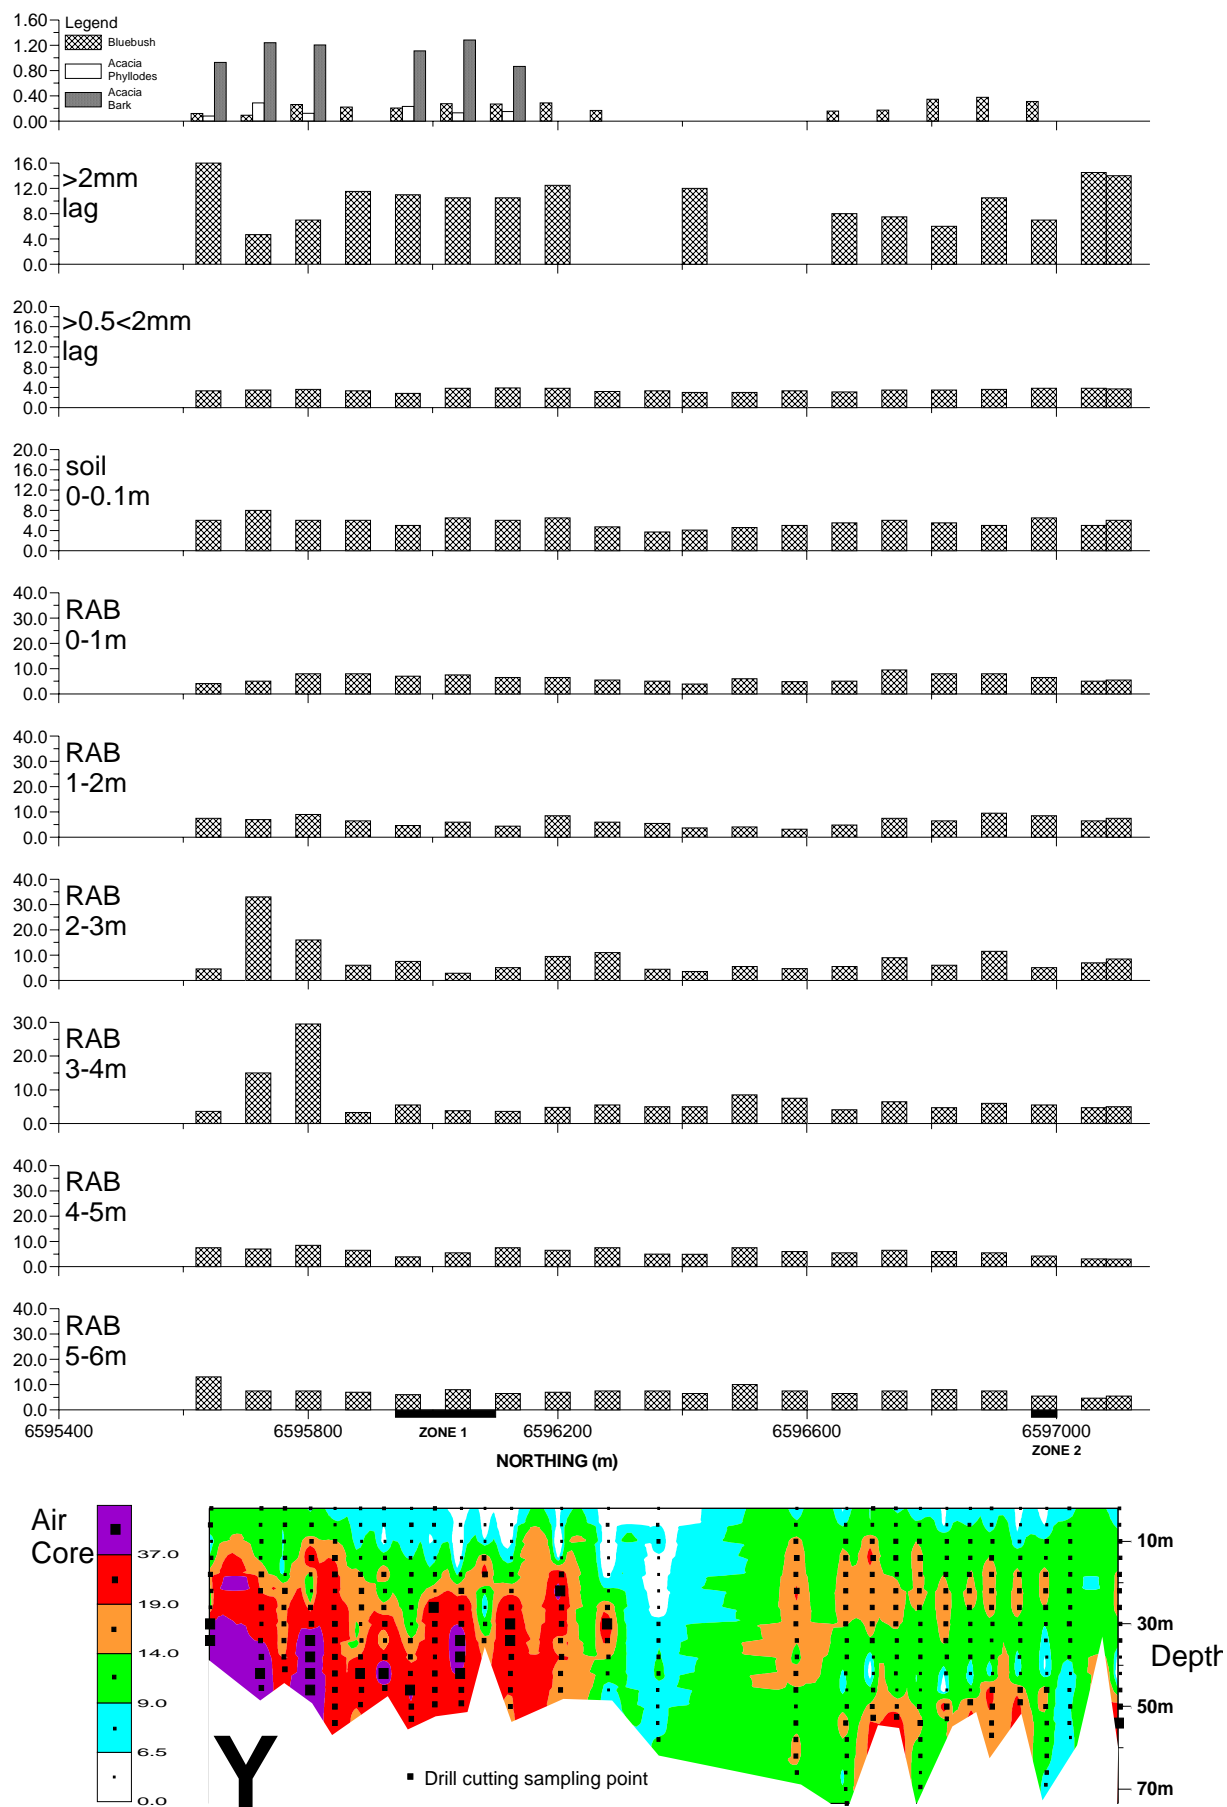 1.60
1.20
0.80
0.40
0.00
Legend
Bluebush
Acacia
Phyllodes
Acacia
Bark
16.0
12.0
8.0
4.0
0.0
>2mm
lag
20.0
16.0
12.0
8.0
4.0
0.0
>0.5<2mm
lag
20.0
16.0
12.0
8.0
4.0
0.0
soil
0-0.1m
40.0
30.0
20.0
10.0
0.0
RAB
0-1m
40.0
30.0
20.0
10.0
0.0
RAB
1-2m
40.0
30.0
20.0
10.0
0.0
RAB
2-3m
30.0
20.0
10.0
0.0
RAB
3-4m
40.0
30.0
20.0
10.0
0.0
RAB
4-5m
40.0
30.0
20.0
10.0
0.0
RAB
5-6m
6595400 6595800 6596200 6596600 6597000
ZONE 1 ZONE 2
NORTHING (m)
Air
Core
37.0
19.0
14.0
9.0
6.5
0.0
10m
30m
Depth
50m
70m
Y
Drill cutting sampling point